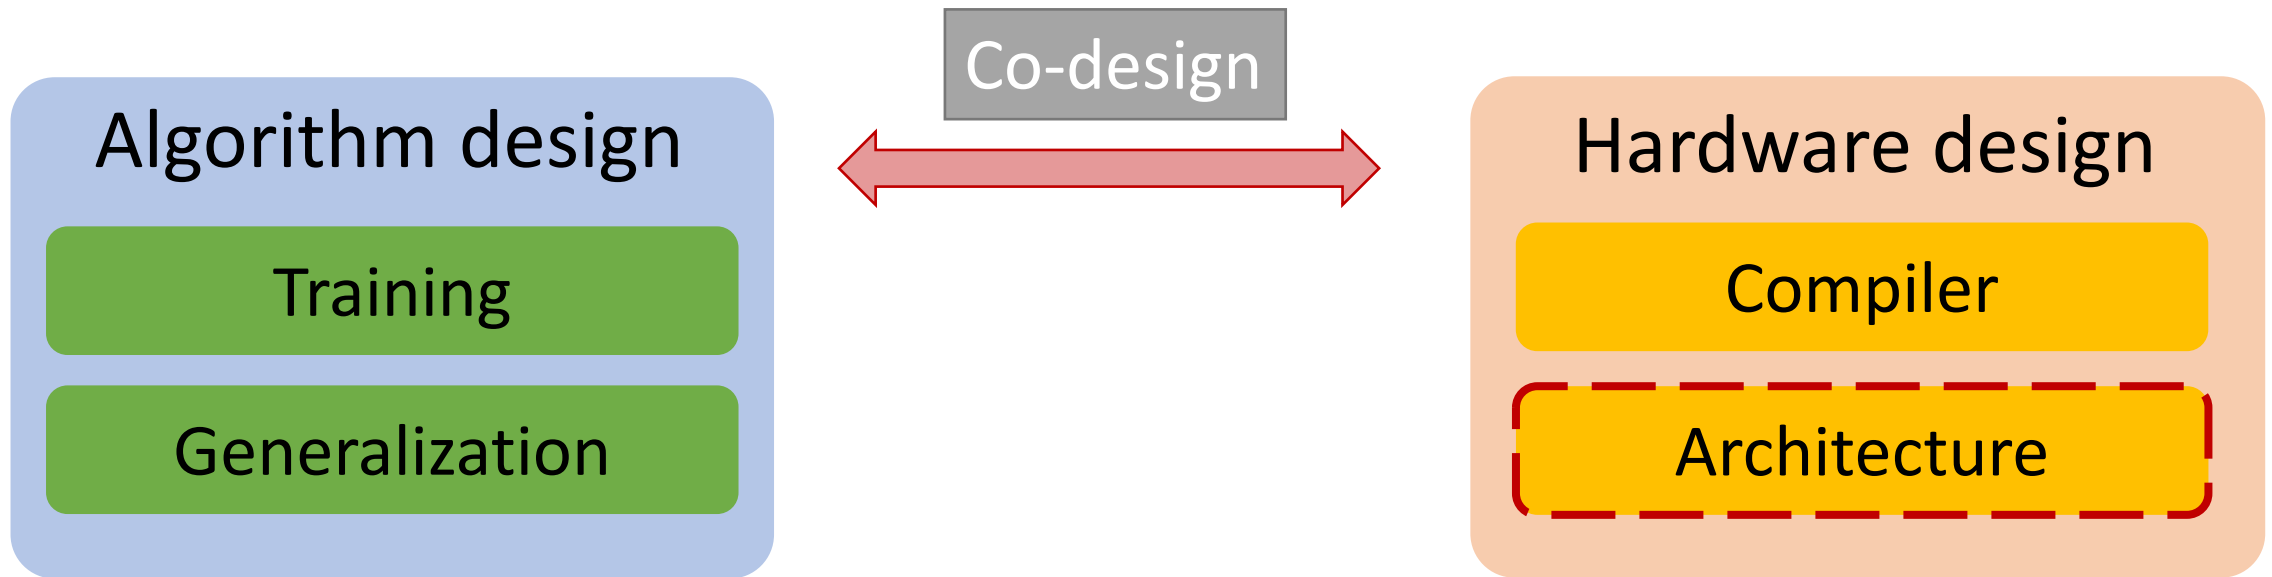 Co-design
Algorithm design
Training
Generalization
Hardware design
Compiler
Architecture